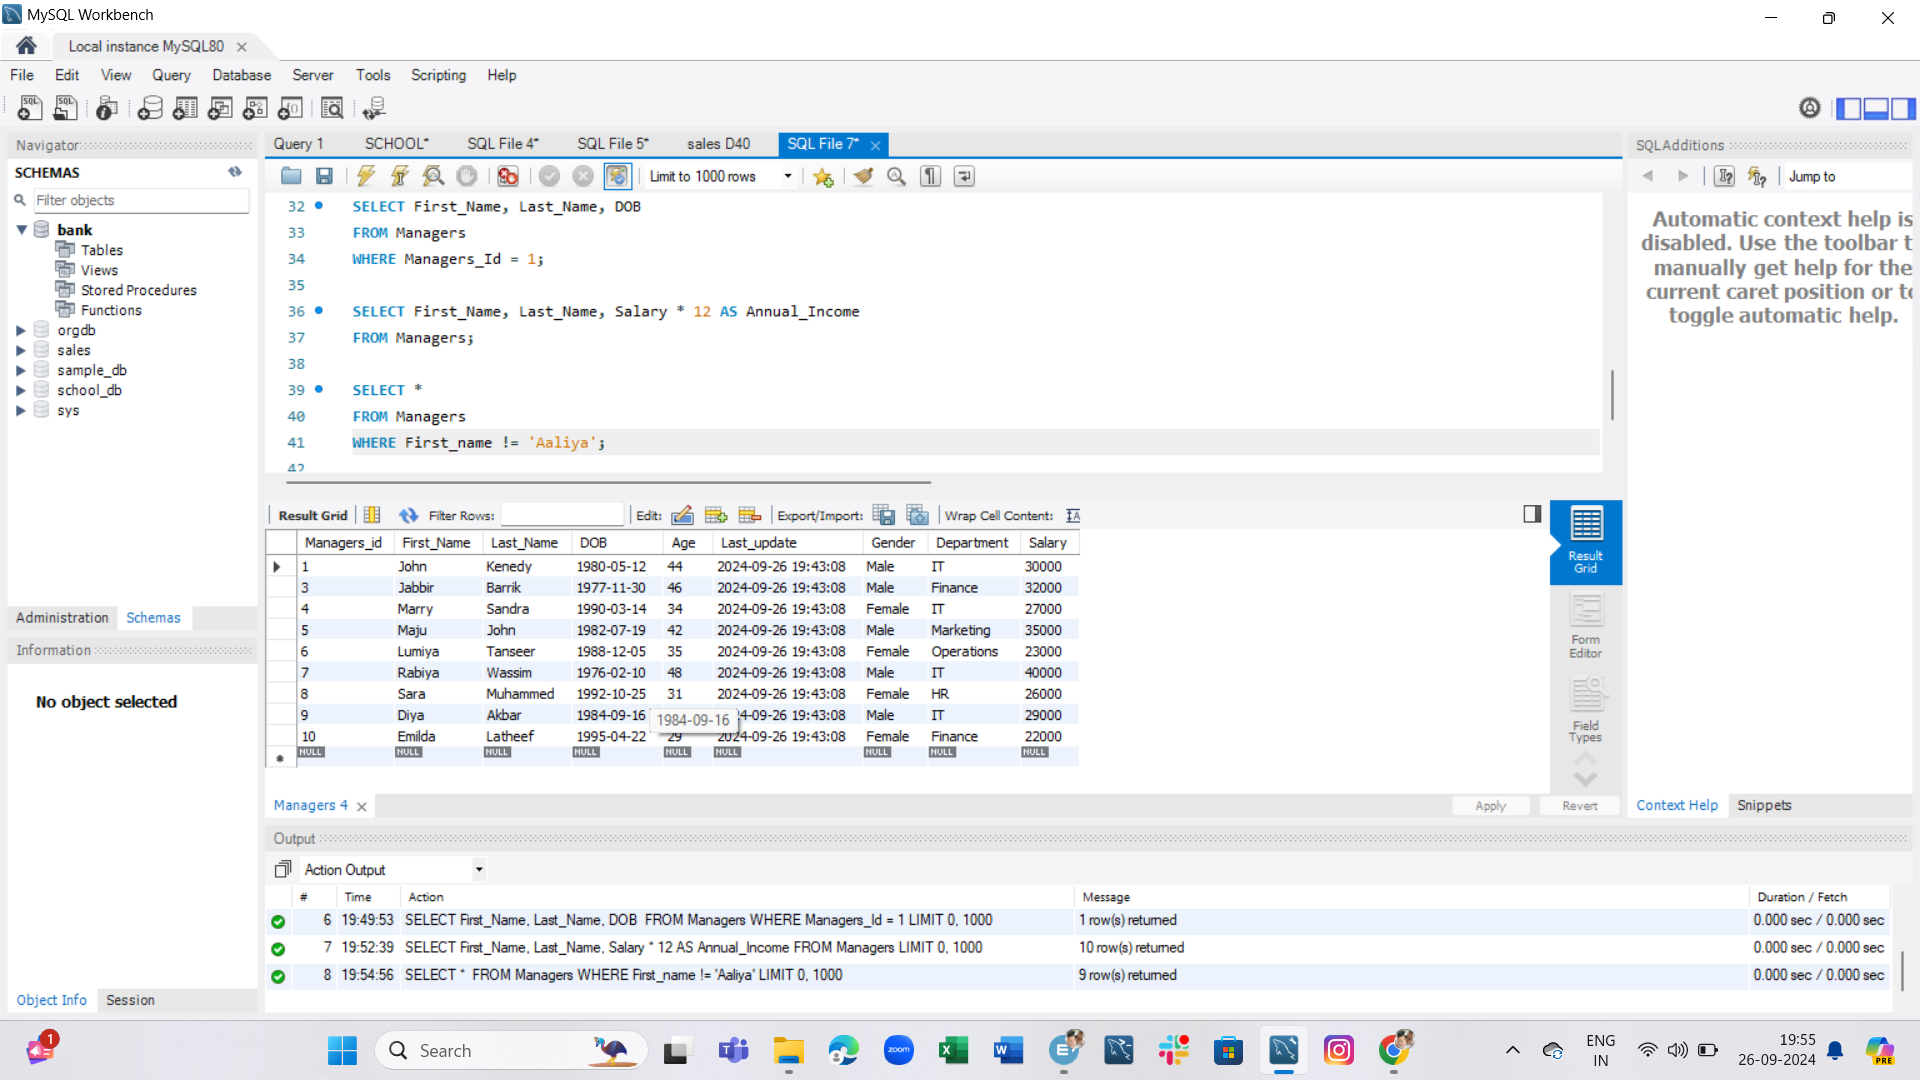 MySQL Workbench
Local instance MySQL80
File Edit View Query Database Server Tools Scripting Help
Navigator
SCHEMAS
Filter objects
bank
Tables
Views
Stored Procedures
Functions
orgdb
sales
sample_db
school_db
sys
Administration Schemas
Information
No object selected
Object Info Session
Query 1 SCHOOL* SQL File 4* SQL File 5* sales D40 SQL File 7*
Limit to 1000 rows
32 SELECT First_Name, Last_Name, DOB
33 FROM Managers
34 WHERE Managers_Id = 1;
35
36 SELECT First_Name, Last_Name, Salary * 12 AS Annual_Income
37 FROM Managers;
38
39 SELECT *
40 FROM Managers
41 WHERE First_name != 'Aaliya';
42
Result Grid Filter Rows: Edit: Export/Import: Wrap Cell Content:
Managers_id First_Name Last_Name DOB Age Last_update Gender Department Salary
1 John Kenedy 1980-05-12 44 2024-09-26 19:43:08 Male IT 30000
3 Jabbir Barrik 1977-11-30 46 2024-09-26 19:43:08 Male Finance 32000
4 Marry Sandra 1990-03-14 34 2024-09-26 19:43:08 Female IT 27000
5 Maju John 1982-07-19 42 2024-09-26 19:43:08 Male Marketing 35000
6 Lumiya Tanseer 1988-12-05 35 2024-09-26 19:43:08 Female Operations 23000
7 Rabiya Wassim 1976-02-10 48 2024-09-26 19:43:08 Male IT 40000
8 Sara Muhammed 1992-10-25 31 2024-09-26 19:43:08 Female HR 26000
9 Diya Akbar 1984-09-16 1984-09-16 4-09-26 19:43:08 Male IT 29000
10 Emilda Latheef 1995-04-22 29 2024-09-26 19:43:08 Female Finance 22000
NULL NULL NULL NULL NULL NULL NULL NULL NULL
Result
Grid
Form
Editor
Field
Types
Managers 4
Apply Revert
SQLAdditions
Jump to
Automatic context help is
disabled. Use the toolbar t
manually get help for the
current caret position or to
toggle automatic help.
Context Help Snippets
Output
Action Output
# Time Action Message Duration / Fetch
6 19:49:53 SELECT First_Name, Last_Name, DOB FROM Managers WHERE Managers_Id = 1 LIMIT 0, 1000 1 row(s) returned 0.000 sec / 0.000 sec
7 19:52:39 SELECT First_Name, Last_Name, Salary * 12 AS Annual_Income FROM Managers LIMIT 0, 1000 10 row(s) returned 0.000 sec / 0.000 sec
8 19:54:56 SELECT * FROM Managers WHERE First_name != 'Aaliya' LIMIT 0, 1000 9 row(s) returned 0.000 sec / 0.000 sec
1
Search
zoom
ENG
IN
19:55
26-09-2024
PRE